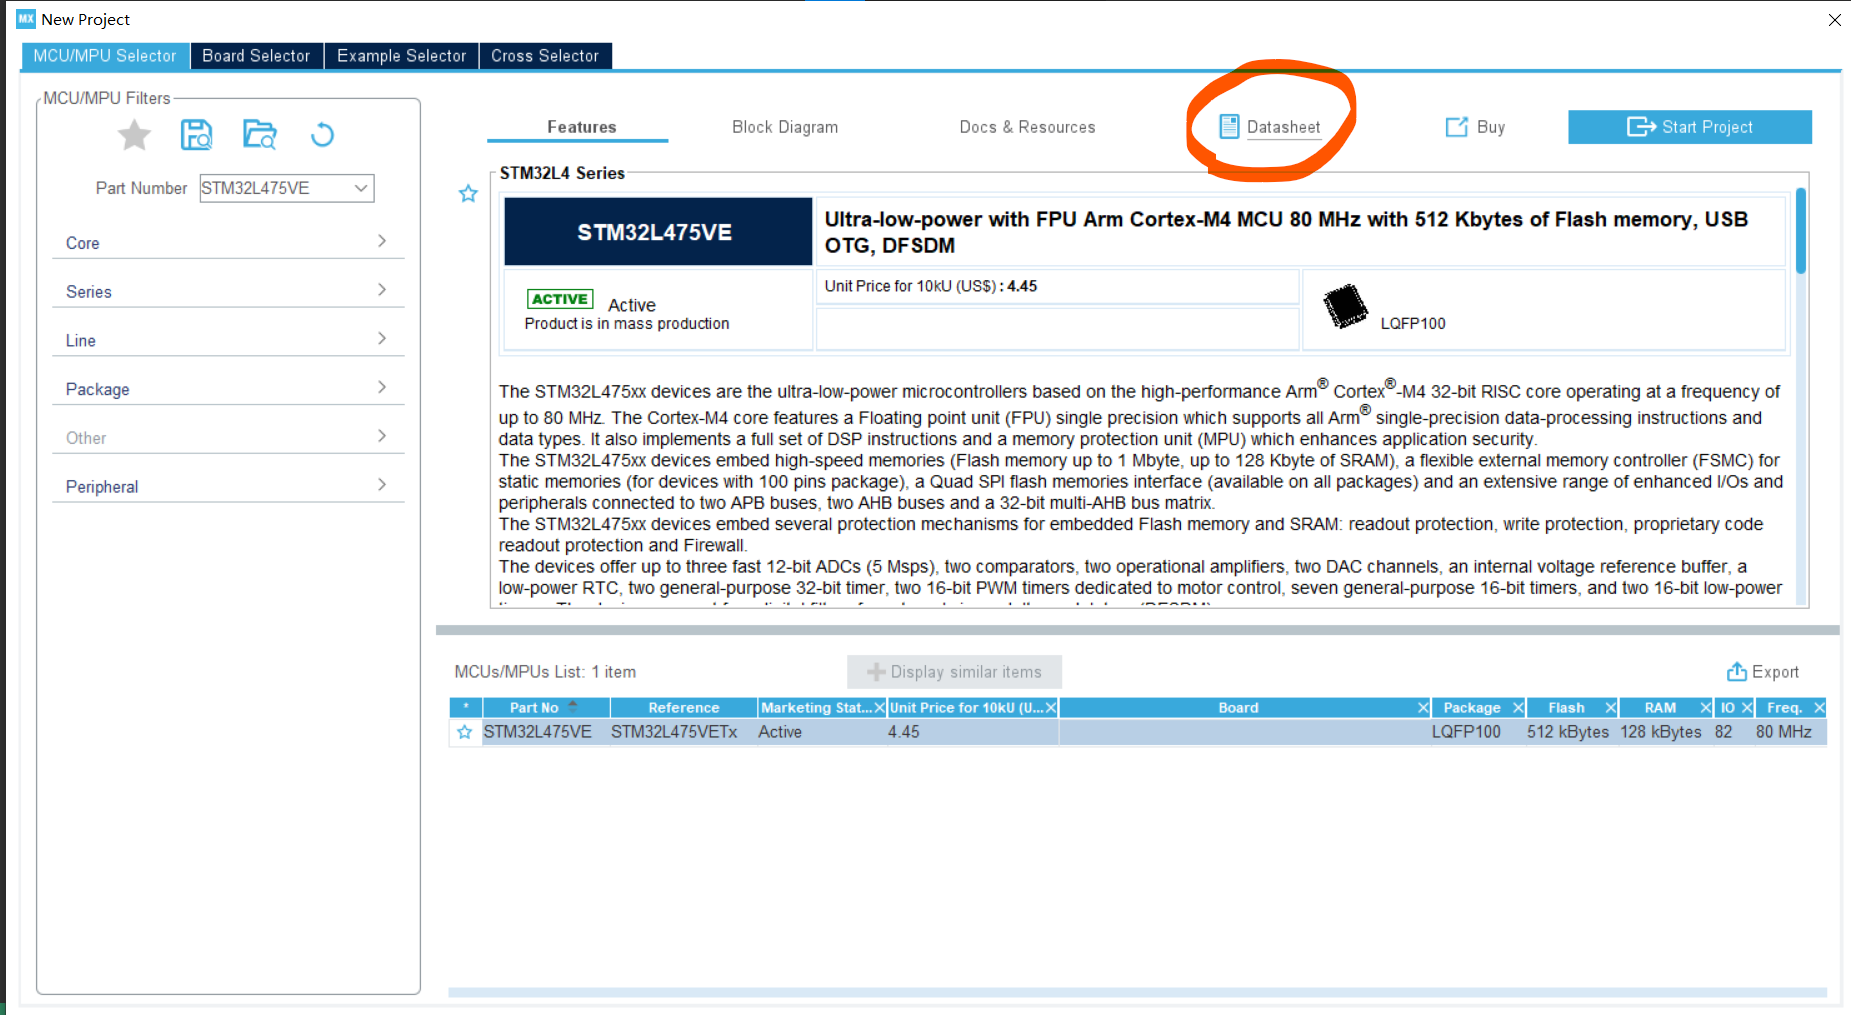 MX New Project
MCU/MPU Selector Board Selector Example Selector Cross Selector
MCU/MPU Filters
Part Number STM32L475VE
Core
Series
Line
Package
Other
Peripheral
Features Block Diagram Docs & Resources Datasheet Buy Start Project
STM32L4 Series
STM32L475VE
Ultra-low-power with FPU Arm Cortex-M4 MCU 80 MHz with 512 Kbytes of Flash memory, USB
OTG, DFSDM
ACTIVE Active
Product is in mass production
Unit Price for 10kU (US$) : 4.45
LQFP100
The STM32L475xx devices are the ultra-low-power microcontrollers based on the high-performance Arm® Cortex®-M4 32-bit RISC core operating at a frequency of
up to 80 MHz. The Cortex-M4 core features a Floating point unit (FPU) single precision which supports all Arm® single-precision data-processing instructions and
data types. It also implements a full set of DSP instructions and a memory protection unit (MPU) which enhances application security.
The STM32L475xx devices embed high-speed memories (Flash memory up to 1 Mbyte, up to 128 Kbyte of SRAM), a flexible external memory controller (FSMC) for
static memories (for devices with 100 pins package), a Quad SPI flash memories interface (available on all packages) and an extensive range of enhanced I/Os and
peripherals connected to two APB buses, two AHB buses and a 32-bit multi-AHB bus matrix.
The STM32L475xx devices embed several protection mechanisms for embedded Flash memory and SRAM: readout protection, write protection, proprietary code
readout protection and Firewall.
The devices offer up to three fast 12-bit ADCs (5 Msps), two comparators, two operational amplifiers, two DAC channels, an internal voltage reference buffer, a
low-power RTC, two general-purpose 32-bit timer, two 16-bit PWM timers dedicated to motor control, seven general-purpose 16-bit timers, and two 16-bit low-power
MCUs/MPUs List: 1 item
Display similar items
Export
* Part No Reference Marketing Stat... Unit Price for 10kU (U... Board Package Flash RAM IO Freq.
STM32L475VE STM32L475VETx Active 4.45 LQFP100 512 kBytes 128 kBytes 82 80 MHz